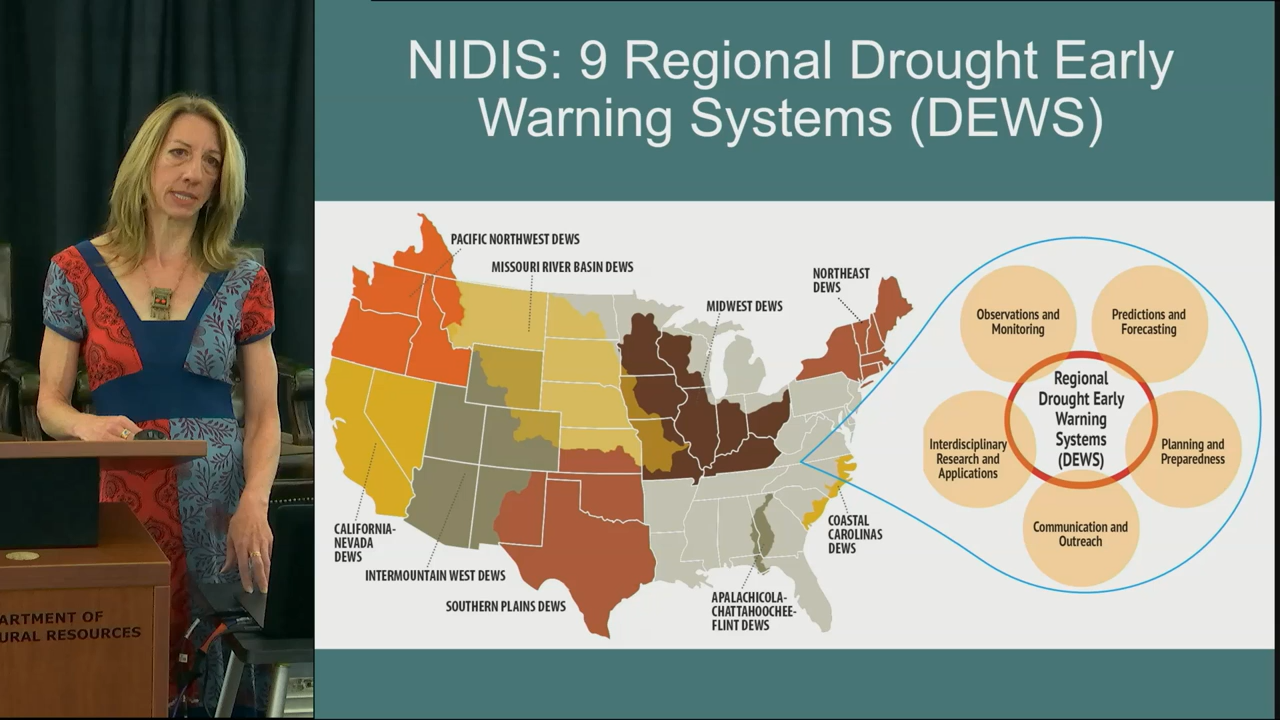 NIDIS: 9 Regional Drought Early
Warning Systems (DEWS)
PACIFIC NORTHWEST DEWS
MISSOURI RIVER BASIN DEWS
MIDWEST DEWS
NORTHEAST
DEWS
CALIFORNIA-
NEVADA
DEWS
INTERMOUNTAIN WEST DEWS
SOUTHERN PLAINS DEWS
APALACHICOLA-
CHATTAHOOCHEE-
FLINT DEWS
COASTAL
CAROLINAS
DEWS
Observations and
Monitoring
Predictions and
Forecasting
Regional
Drought Early
Warning
Systems
(DEWS)
Interdisciplinary
Research and
Applications
Planning and
Preparedness
Communication and
Outreach
ARTMENT OF
URAL RESOURCES